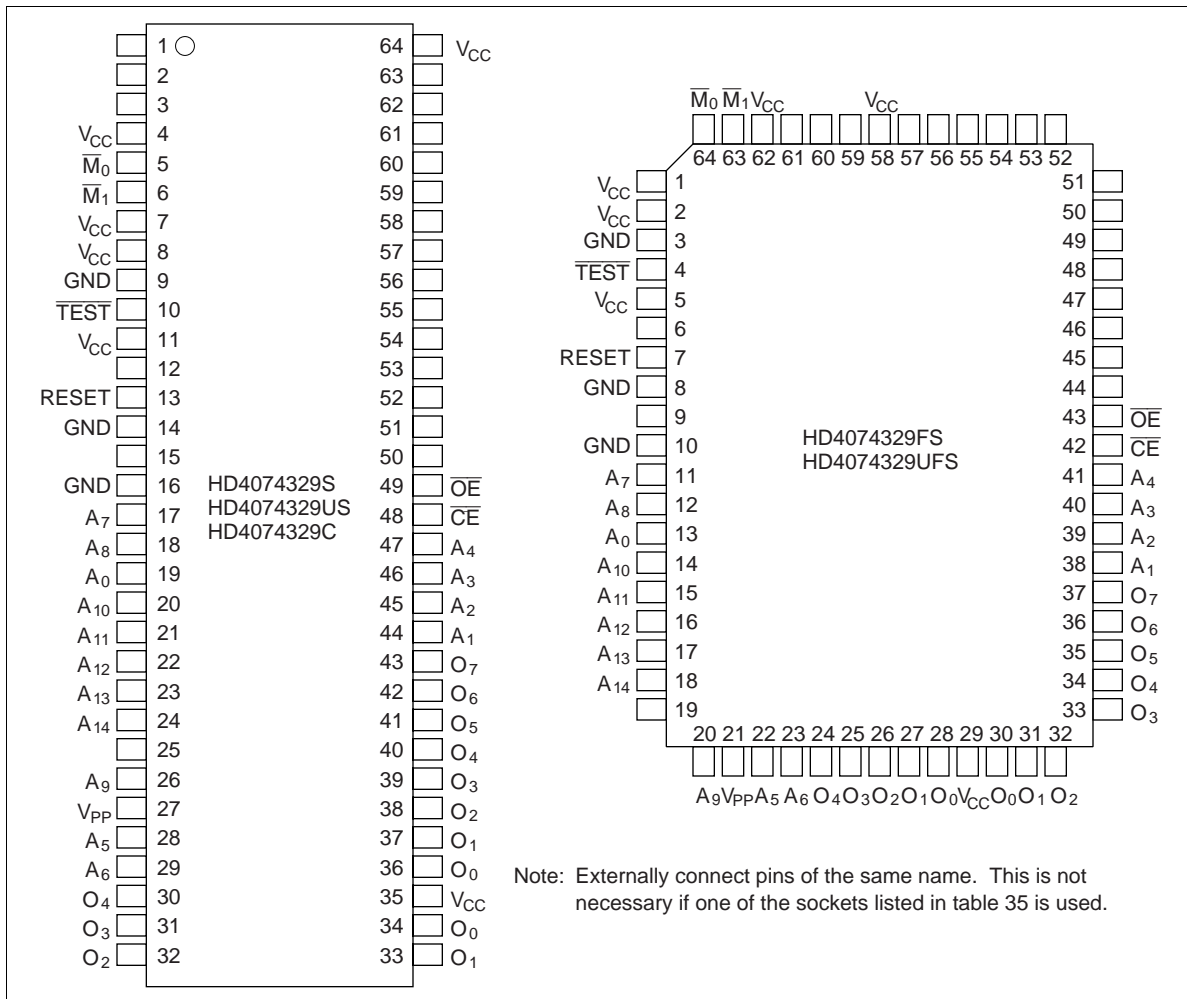 1 64 V̅CC
2 63
3 62
VCC 4 61
M̅0 5 60
M̅1 6 59
VCC 7 58
VCC 8 57
GND 9 56
T̅E̅S̅T̅ 10 55
VCC 11 54
12 53
RESET 13 52
GND 14 51
15 50
GND 16 49 O̅E̅
A7 17 48 C̅E̅
A8 18 47 A4
A0 19 46 A3
A10 20 45 A2
A11 21 44 A1
A12 22 43 O7
A13 23 42 O6
A14 24 41 O5
25 40 O4
A9 26 39 O3
VPP 27 38 O2
A5 28 37 O1
A6 29 36 O0
O4 30 35 VCC
O3 31 34 O0
O2 32 33 O1
HD4074329S
HD4074329US
HD4074329C
M̅0 M̅1 VCC VCC
64 63 62 61 60 59 58 57 56 55 54 53 52
VCC 1 51
VCC 2 50
GND 3 49
T̅E̅S̅T̅ 4 48
VCC 5 47
6 46
RESET 7 45
GND 8 44
9 43 O̅E̅
GND 10 42 C̅E̅
A7 11 41 A4
A8 12 40 A3
A0 13 39 A2
A10 14 38 A1
A11 15 37 O7
A12 16 36 O6
A13 17 35 O5
A14 18 34 O4
19 33 O3
HD4074329FS
HD4074329UFS
20 21 22 23 24 25 26 27 28 29 30 31 32
A9 VPP A5 A6 O4 O3 O2 O1 O0 VCC O0 O1 O2
Note: Externally connect pins of the same name. This is not
necessary if one of the sockets listed in table 35 is used.